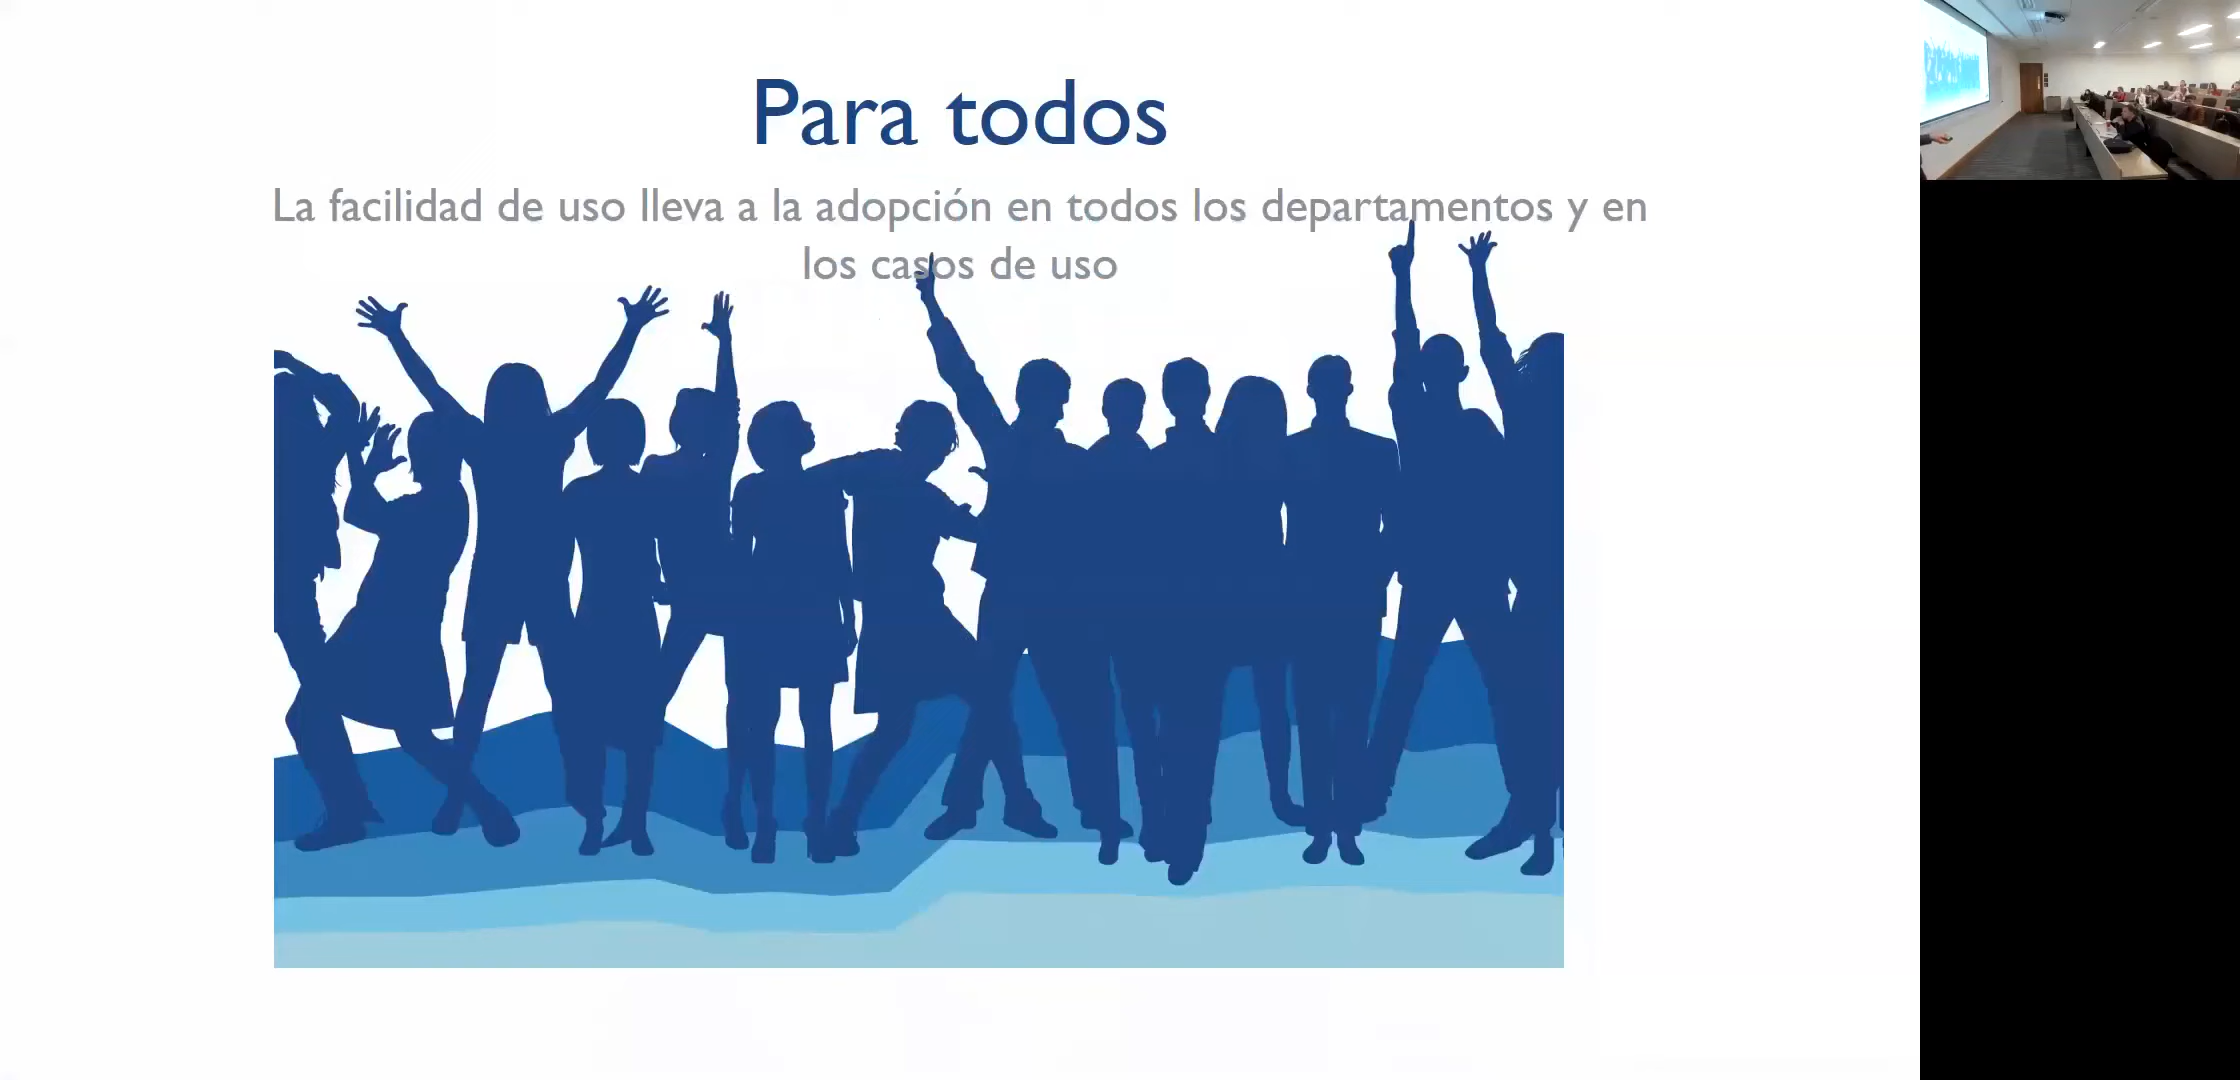 Para todos
La facilidad de uso lleva a la adopción en todos los departamentos y en
los casos de uso